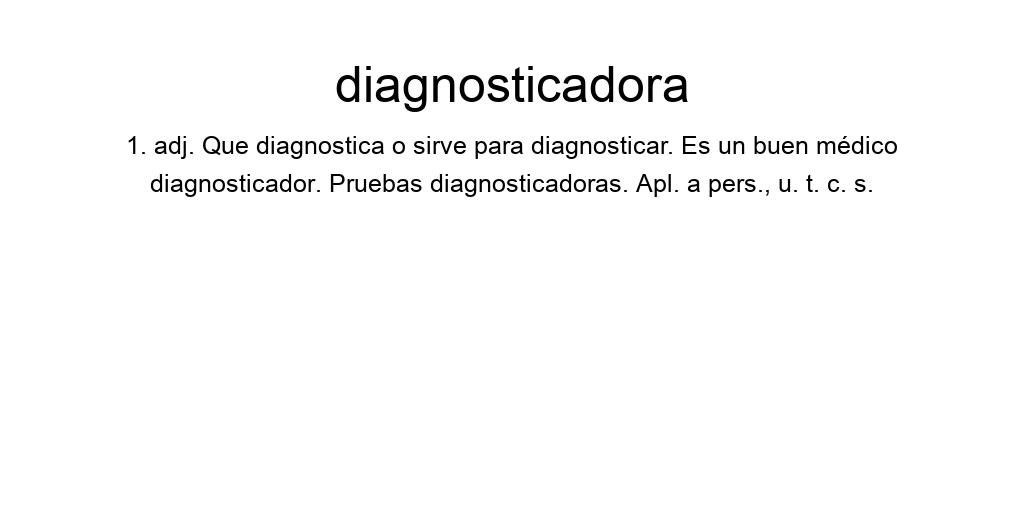 diagnosticadora
1. adj. Que diagnostica o sirve para diagnosticar. Es un buen médico
diagnosticador. Pruebas diagnosticadoras. Apl. a pers., u. t. c. s.